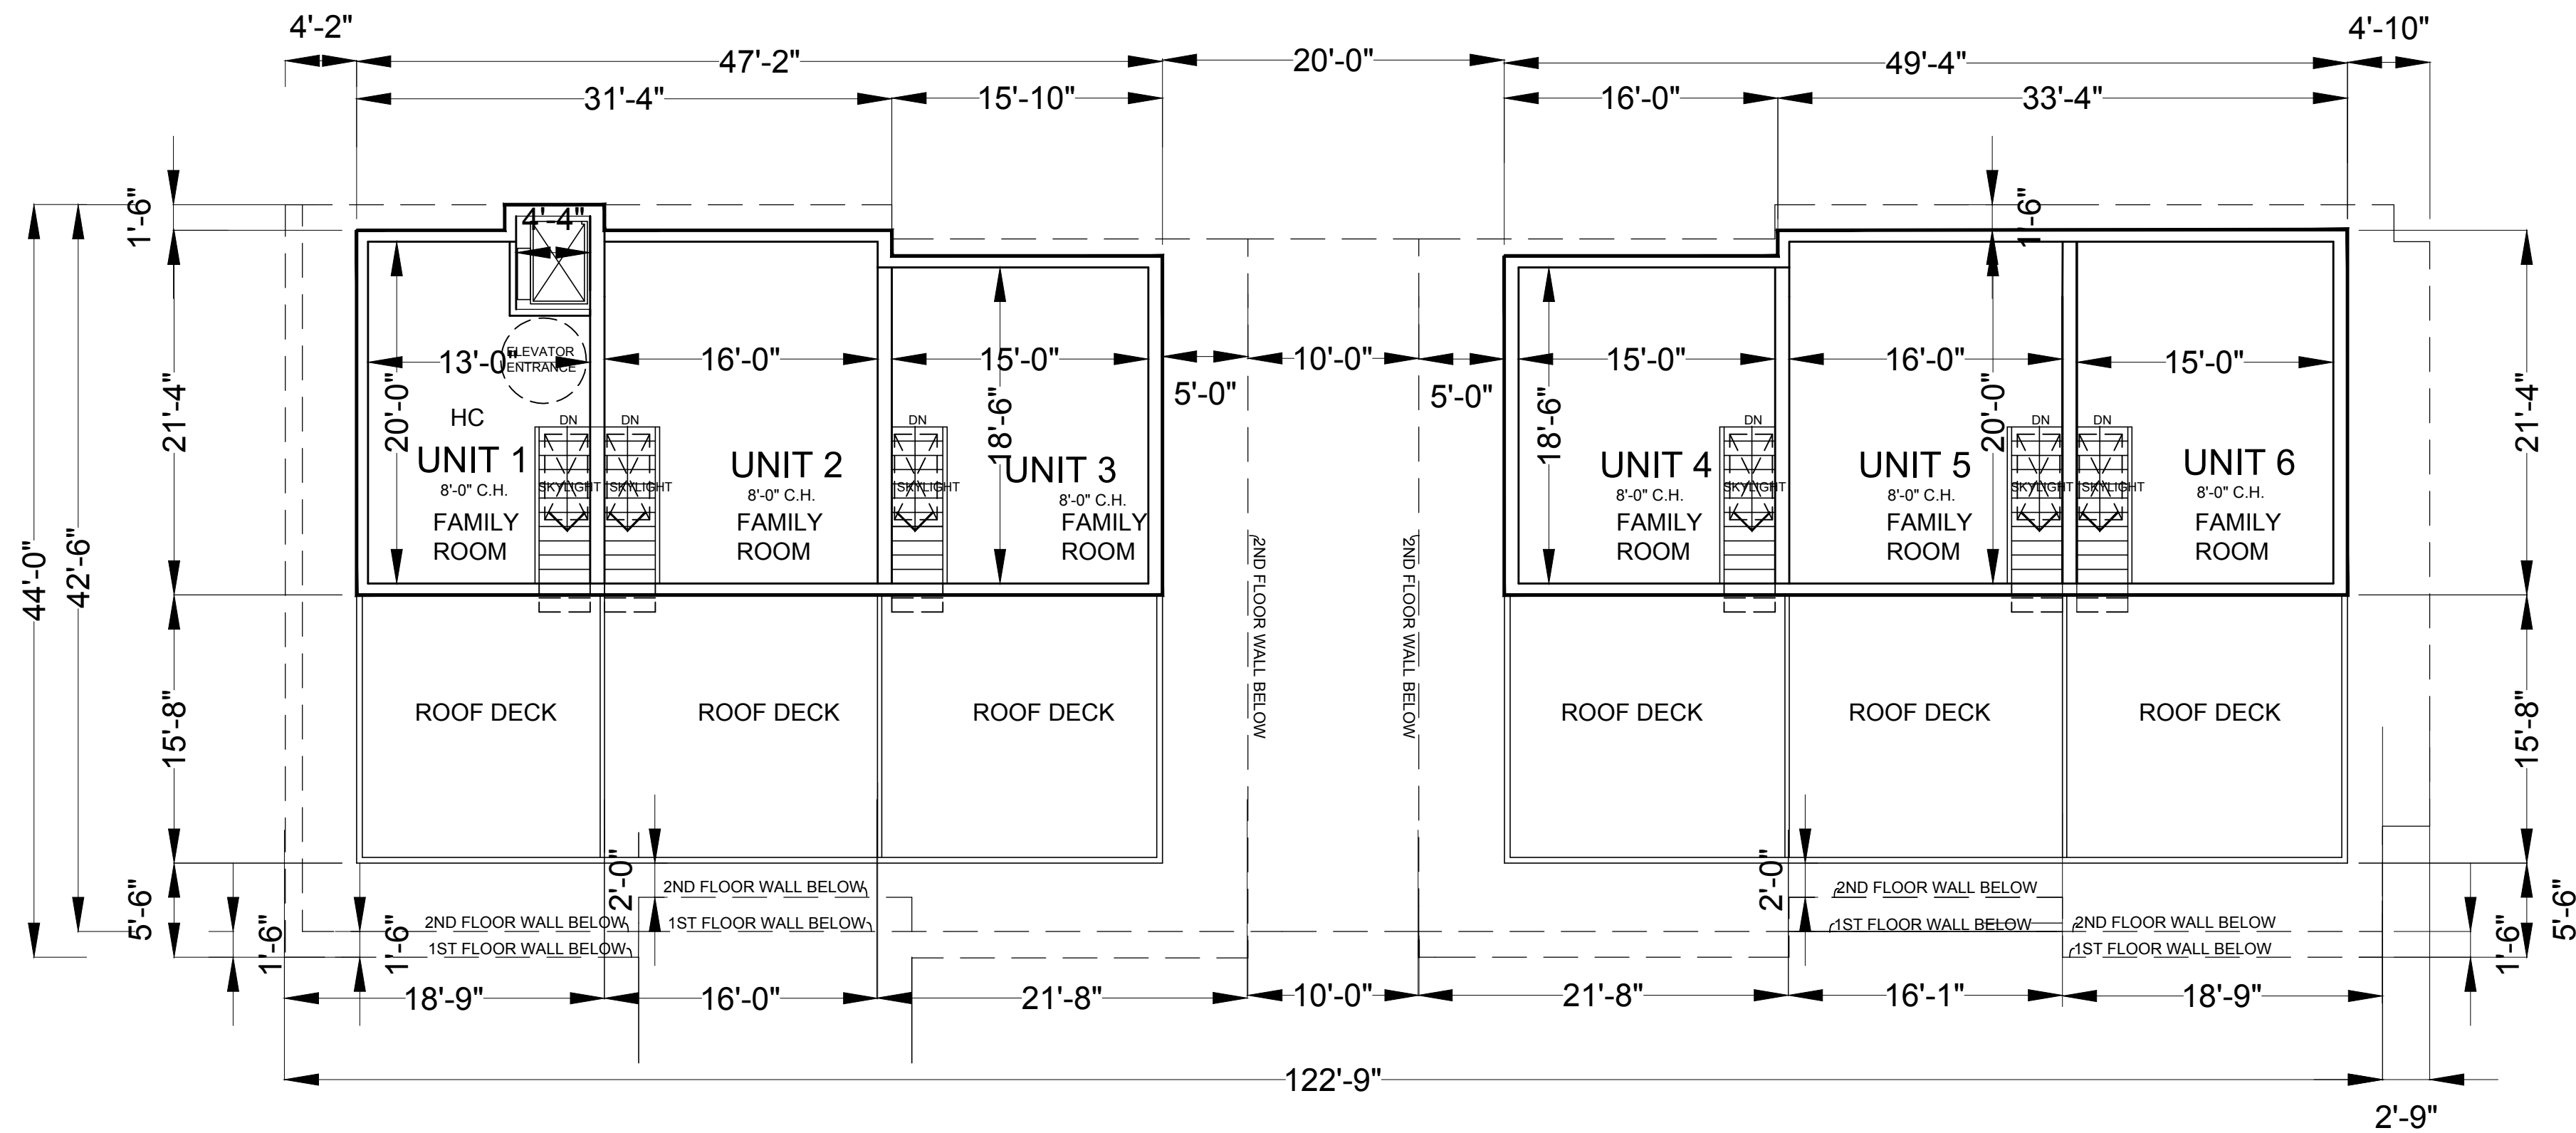 4'-2"
4'-10"
47'-2"
20'-0"
49'-4"
31'-4"
15'-10"
16'-0"
33'-4"
1'-6"
4'-4"
1'-6"
13'-0"
ELEVATOR
ENTRANCE
16'-0"
15'-0"
5'-0"
10'-0"
5'-0"
15'-0"
16'-0"
15'-0"
21'-4"
20'-0"
18'-6"
18'-6"
20'-0"
21'-4"
HC
DN
DN
DN
DN
DN
DN
UNIT 1
UNIT 2
UNIT 3
UNIT 4
UNIT 5
UNIT 6
8'-0" C.H.
8'-0" C.H.
8'-0" C.H.
8'-0" C.H.
8'-0" C.H.
8'-0" C.H.
SKYLIGHT
SKYLIGHT
SKYLIGHT
SKYLIGHT
SKYLIGHT
SKYLIGHT
FAMILY
ROOM
FAMILY
ROOM
FAMILY
ROOM
FAMILY
ROOM
FAMILY
ROOM
FAMILY
ROOM
44'-0"
42'-6"
2ND FLOOR WALL BELOW
2ND FLOOR WALL BELOW
15'-8"
ROOF DECK
ROOF DECK
ROOF DECK
ROOF DECK
ROOF DECK
ROOF DECK
15'-8"
5'-6"
2'-0"
2ND FLOOR WALL BELOW
2'-0"
2ND FLOOR WALL BELOW
5'-6"
2ND FLOOR WALL BELOW
1ST FLOOR WALL BELOW
1ST FLOOR WALL BELOW
2ND FLOOR WALL BELOW
1'-6"
1'-6"
1ST FLOOR WALL BELOW
1ST FLOOR WALL BELOW
1'-6"
18'-9"
16'-0"
21'-8"
10'-0"
21'-8"
16'-1"
18'-9"
122'-9"
2'-9"